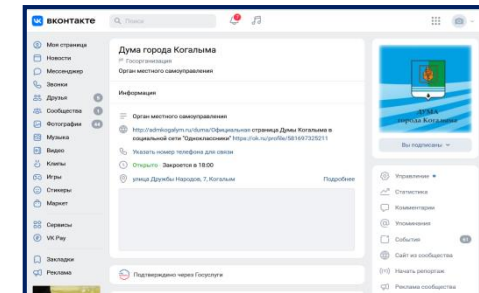 вконтакте
Поиск
Моя страница
Новости
Мессенджер
Звонки
Друзья
Сообщества
Фотографии
Музыка
Видео
Клипы
Игры
Стикеры
Маркет
Сервисы
VK Pay
Закладки
Реклама
Дума города Когалыма
Госорганизация
Орган местного самоуправления
Информация
Орган местного самоуправления
http://admkogalym.ru/duma/Официальная страница Думы Когалыма в
социальной сети "Одноклассники" https://ok.ru/profile/581697325211
Указать номер телефона для связи
Открыто Закроется в 18:00
улица Дружбы Народов, 7, Когалым Подробнее
Подтверждено через Госуслуги
ДУМА
города Когалыма
Вы подписаны
Управление
Статистика
Комментарии
Упоминания
События
Сайт из сообщества
Начать репортаж
Реклама сообщества